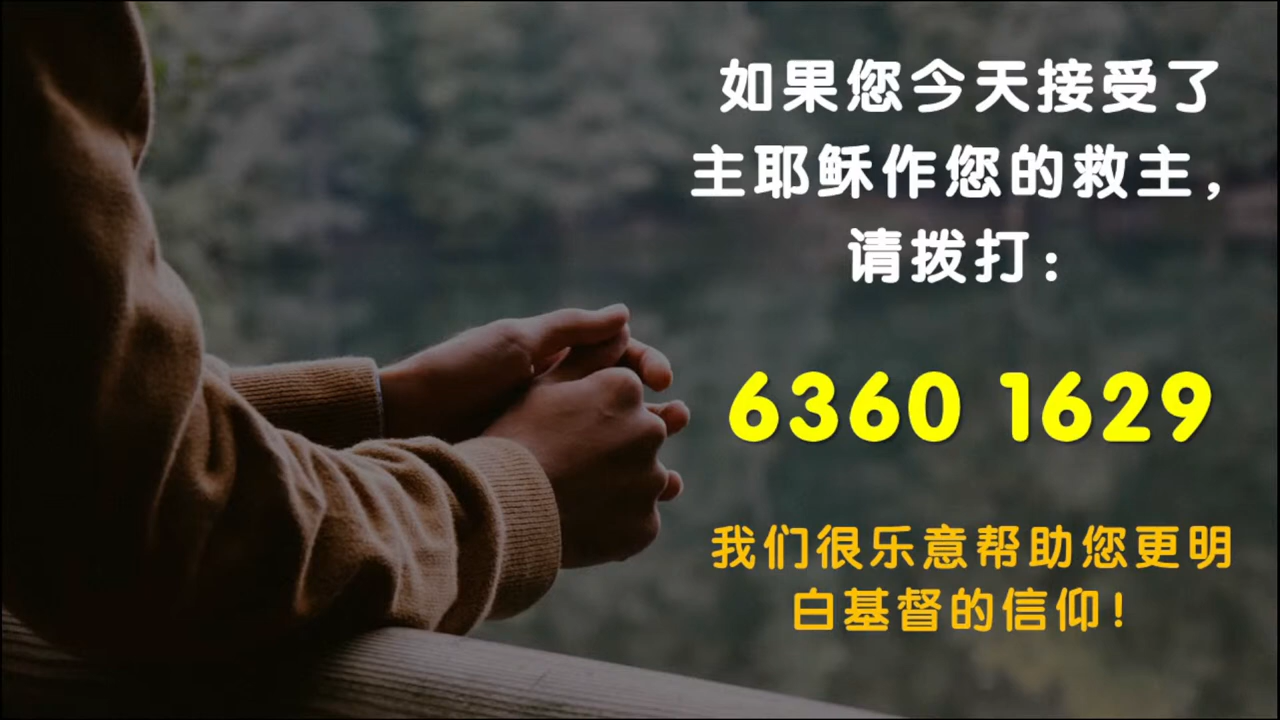 如果您今天接受了
主耶稣作您的救主，
请拨打：
6360 1629
我们很乐意帮助您更明
白基督的信仰！